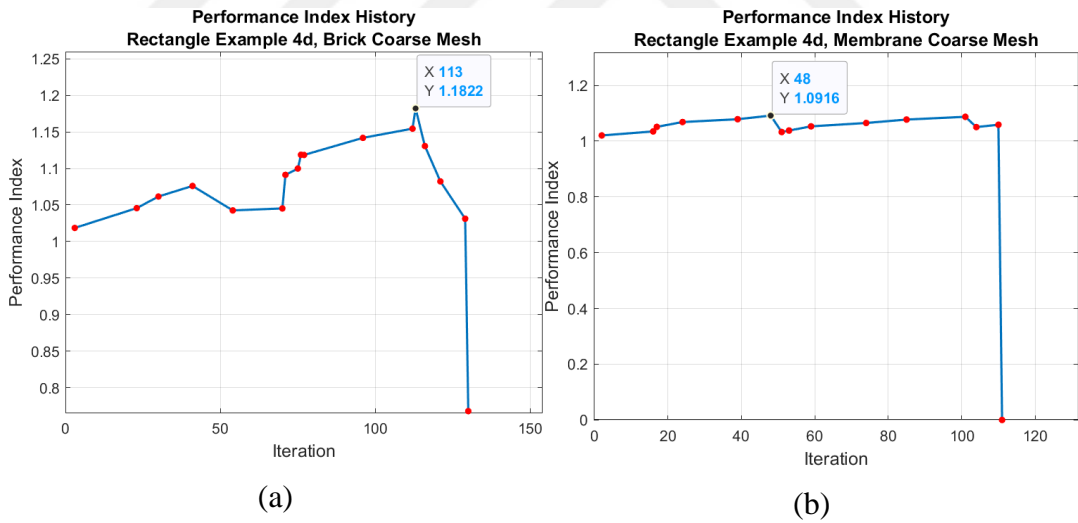 Performance Index History
Rectangle Example 4d, Brick Coarse Mesh
1.25
1.2
1.15
1.1
1.05
1
0.95
0.9
0.85
0.8
Performance Index
X 113
Y 1.1822
0
50
100
150
Iteration
(a)
Performance Index History
Rectangle Example 4d, Membrane Coarse Mesh
1.2
1
0.8
0.6
0.4
0.2
0
Performance Index
X 48
Y 1.0916
0
20
40
60
80
100
120
Iteration
(b)